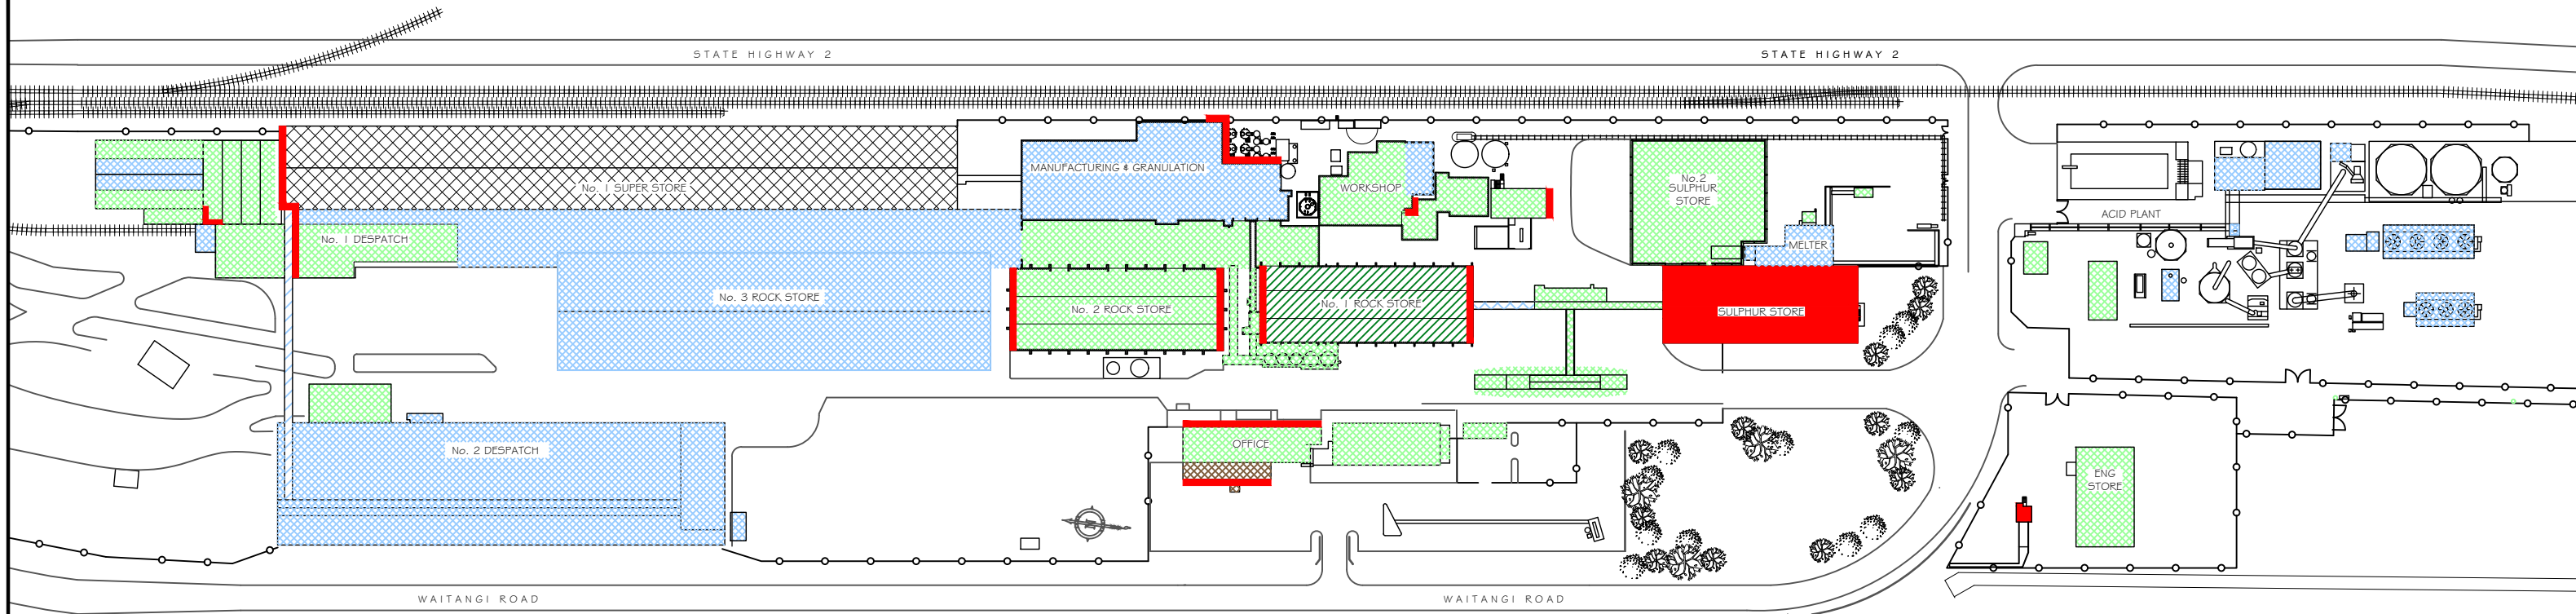 STATE HIGHWAY 2
STATE HIGHWAY 2
MANUFACTURING & GRANULATION
No. 1 SUPER STORE
WORKSHOP
No.2
SULPHUR
STORE
ACID PLANT
No. 1 DESPATCH
MELTER
No. 3 ROCK STORE
No. 2 ROCK STORE
No. 1 ROCK STORE
SULPHUR STORE
OFFICE
No. 2 DESPATCH
ENG
STORE
WAITANGI ROAD
WAITANGI ROAD